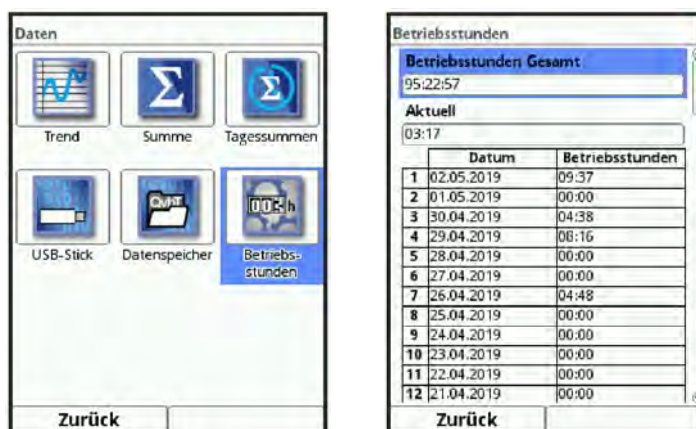 Daten
Trend
Summe
Tagessummen
USB-Stick
QVhT
Datenspeicher
Betriebs-
stunden
Zurück
Betriebsstunden
Betriebsstunden Gesamt
95:22:57
Aktuell
03:17
Datum Betriebsstunden
1 02.05.2019 09:37
2 01.05.2019 00:00
3 30.04.2019 04:38
4 29.04.2019 08:16
5 28.04.2019 00:00
6 27.04.2019 00:00
7 26.04.2019 04:48
8 25.04.2019 00:00
9 24.04.2019 00:00
10 23.04.2019 00:00
11 22.04.2019 00:00
12 21.04.2019 00:00
Zurück